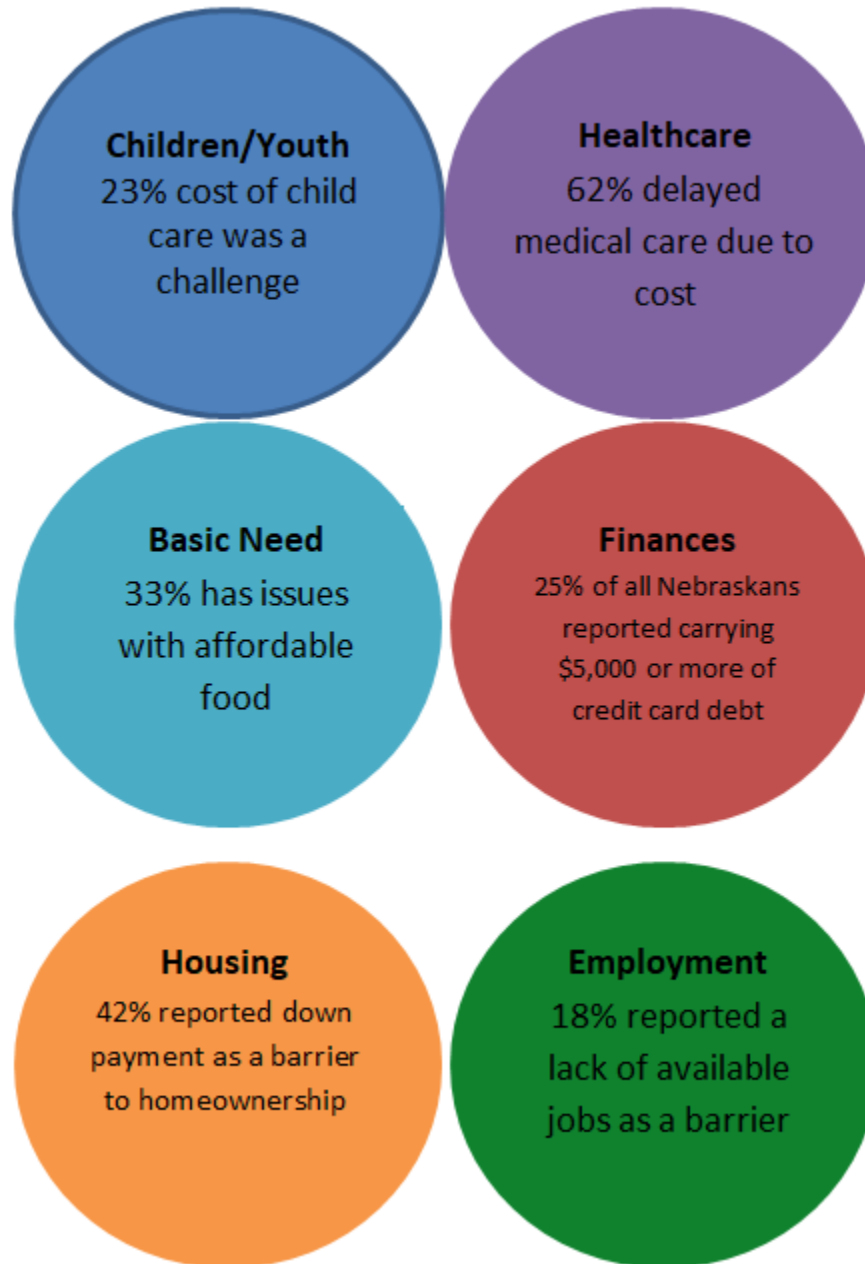 Children/Youth
23% cost of child
care was a
challenge
Healthcare
62% delayed
medical care due to
cost
Basic Need
33% has issues
with affordable
food
Finances
25% of all Nebraskans
reported carrying
$5,000 or more of
credit card debt
Housing
42% reported down
payment as a barrier
to homeownership
Employment
18% reported a
lack of available
jobs as a barrier